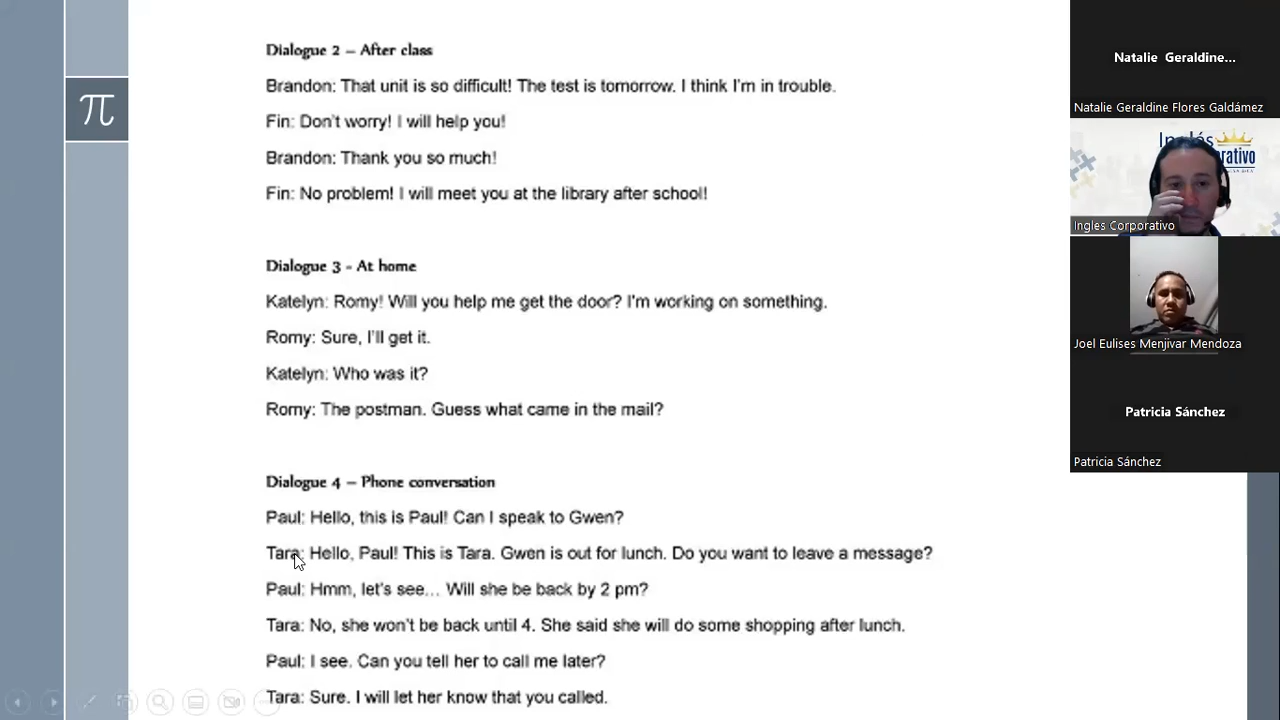 π
Dialogue 2 – After class
Brandon: That unit is so difficult! The test is tomorrow. I think I'm in trouble.
Fin: Don't worry! I will help you!
Brandon: Thank you so much!
Fin: No problem! I will meet you at the library after school!
Dialogue 3 - At home
Katelyn: Romy! Will you help me get the door? I'm working on something.
Romy: Sure, I'll get it.
Katelyn: Who was it?
Romy: The postman. Guess what came in the mail?
Dialogue 4 – Phone conversation
Paul: Hello, this is Paul! Can I speak to Gwen?
Tara: Hello, Paul! This is Tara. Gwen is out for lunch. Do you want to leave a message?
Paul: Hmm, let's see... Will she be back by 2 pm?
Tara: No, she won't be back until 4. She said she will do some shopping after lunch.
Paul: I see. Can you tell her to call me later?
Tara: Sure. I will let her know that you called.
Natalie Geraldine...
Natalie Geraldine Flores Galdámez
Ingles Corporativo
Joel Eulises Menjivar Mendoza
Patricia Sánchez
Patricia Sánchez